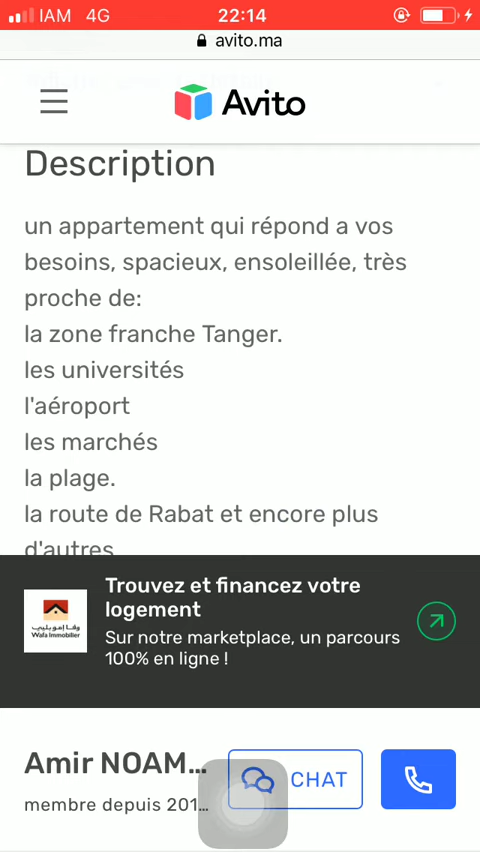 IAM 4G 22:14
avito.ma
Avito
Description
un appartement qui répond a vos
besoins, spacieux, ensoleillée, très
proche de:
la zone franche Tanger.
les universités
l'aéroport
les marchés
la plage.
la route de Rabat et encore plus
d'autres
Trouvez et financez votre
logement
Sur notre marketplace, un parcours
100% en ligne !
وفا إموبليي
Wafa Immobilier
Amir NOAM...
CHAT
membre depuis 201...